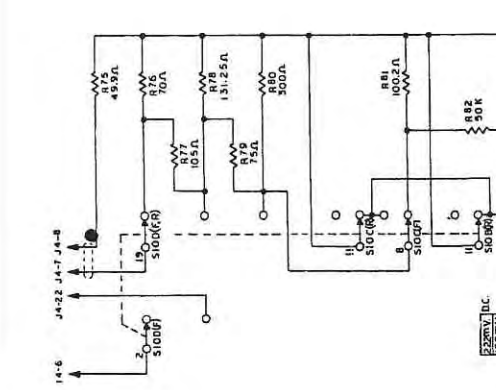 R75
49.9Ω
R76
70Ω
R78
131.25Ω
R80
300Ω
R81
100.2Ω
R82
50K
R77
105Ω
R79
75Ω
J4-8
J4-7
J4-22
J4-6
19
S10D(F,R)
2
S10D(F)
S10C(R)
8
S10C(F)
11
S10B(R)
222mV D.C.